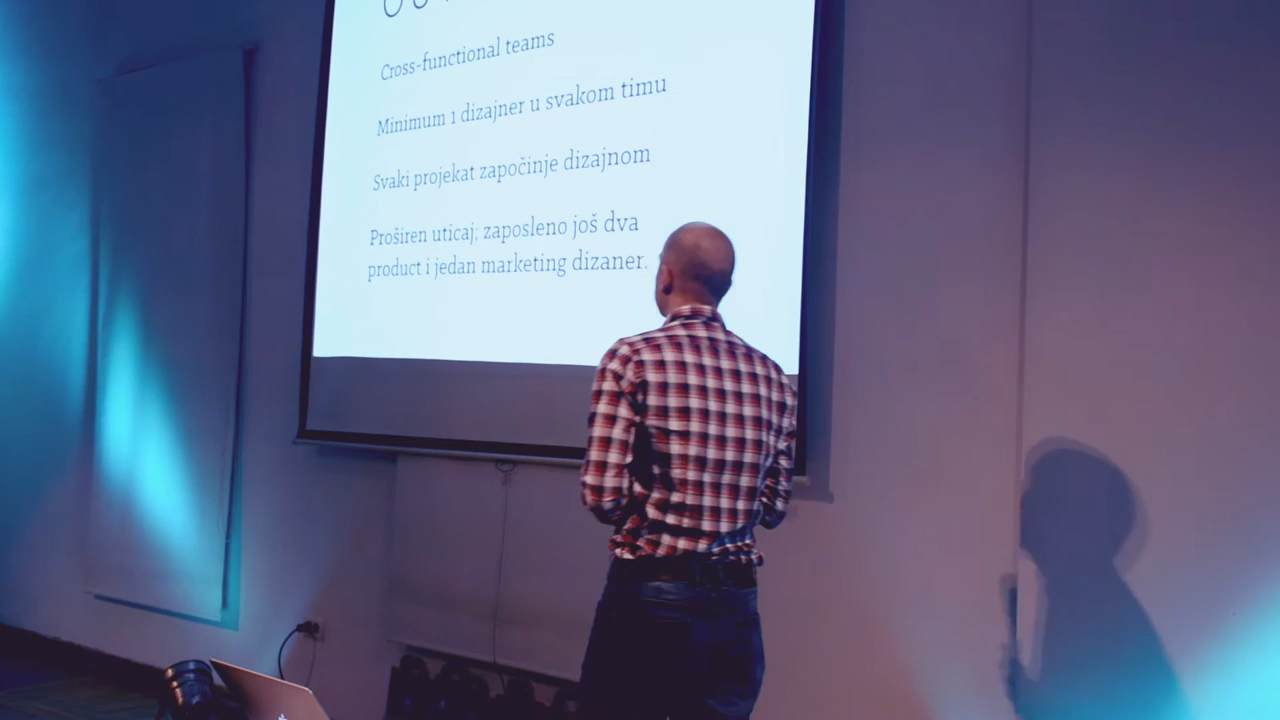 Cross-functional teams
Minimum 1 dizajner u svakom timu
Svaki projekat započinje dizajnom
Proširen uticaj; zaposleno još dva
product i jedan marketing dizaner.